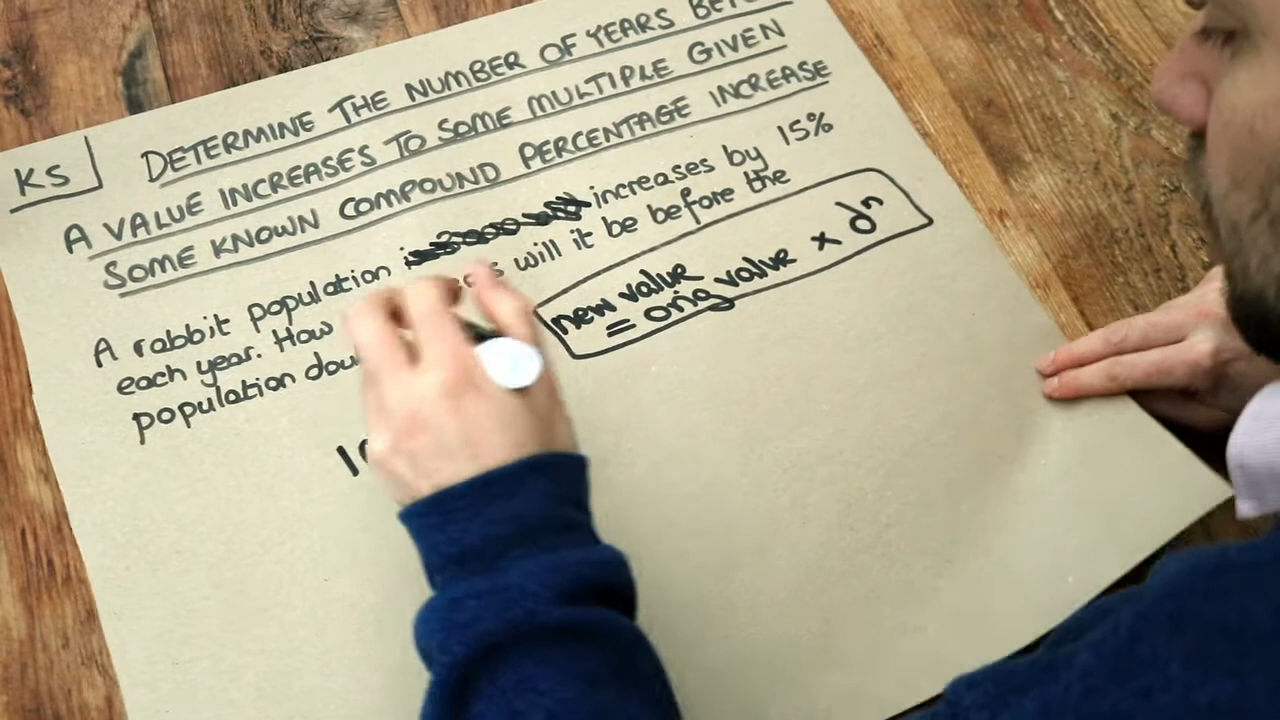 KS
DETERMINE THE NUMBER OF YEARS
A VALUE INCREASES TO SOME MULTIPLE GIVEN
SOME KNOWN COMPOUND PERCENTAGE INCREASE
A rabbit population increases by 15%
each year. How will it be before the
population
new value
= orig value × dⁿ